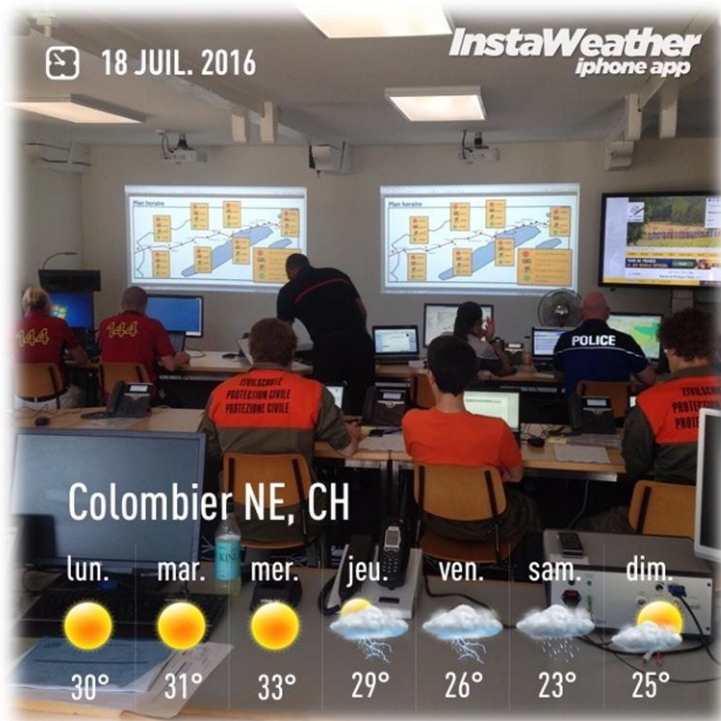 18 JUIL. 2016
InstaWeather
iphone app
Plan horaire
Plan horaire
144
144
POLICE
ZIVILSCHUTZ
PROTECTION CIVILE
PROTEZIONE CIVILE
Colombier NE, CH
lun. mar. mer. jeu. ven. sam. dim.
30° 31° 33° 29° 26° 23° 25°